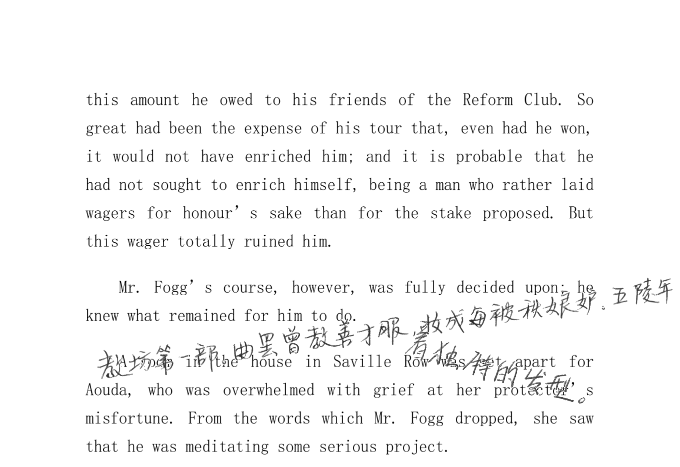 this amount he owed to his friends of the Reform Club. So
great had been the expense of his tour that, even had he won,
it would not have enriched him; and it is probable that he
had not sought to enrich himself, being a man who rather laid
wagers for honour’s sake than for the stake proposed. But
this wager totally ruined him.
Mr. Fogg’s course, however, was fully decided upon; he
knew what remained for him to do.
教坊第一部,曲罢曾教善才服,妆成每被秋娘妒。五陵年
着独特的发型。
in the house in Saville Row was set apart for
Aouda, who was overwhelmed with grief at her protector’s
misfortune. From the words which Mr. Fogg dropped, she saw
that he was meditating some serious project.